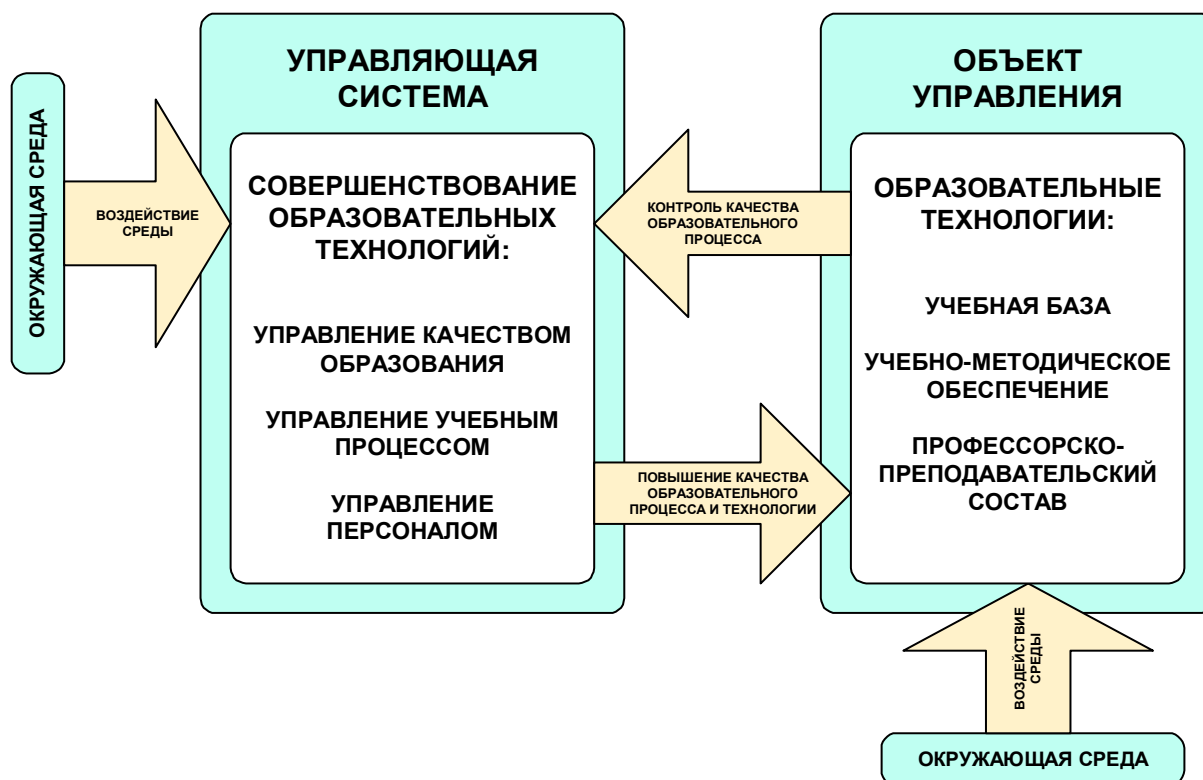 ОКРУЖАЮЩАЯ СРЕДА
ВОЗДЕЙСТВИЕ
СРЕДЫ
УПРАВЛЯЮЩАЯ
СИСТЕМА
СОВЕРШЕНСТВОВАНИЕ
ОБРАЗОВАТЕЛЬНЫХ
ТЕХНОЛОГИЙ:
УПРАВЛЕНИЕ КАЧЕСТВОМ
ОБРАЗОВАНИЯ
УПРАВЛЕНИЕ УЧЕБНЫМ
ПРОЦЕССОМ
УПРАВЛЕНИЕ
ПЕРСОНАЛОМ
КОНТРОЛЬ КАЧЕСТВА
ОБРАЗОВАТЕЛЬНОГО
ПРОЦЕССА
ПОВЫШЕНИЕ КАЧЕСТВА
ОБРАЗОВАТЕЛЬНОГО
ПРОЦЕССА И ТЕХНОЛОГИИ
ОБЪЕКТ
УПРАВЛЕНИЯ
ОБРАЗОВАТЕЛЬНЫЕ
ТЕХНОЛОГИИ:
УЧЕБНАЯ БАЗА
УЧЕБНО-МЕТОДИЧЕСКОЕ
ОБЕСПЕЧЕНИЕ
ПРОФЕССОРСКО-
ПРЕПОДАВАТЕЛЬСКИЙ
СОСТАВ
ВОЗДЕЙСТВИЕ
СРЕДЫ
ОКРУЖАЮЩАЯ СРЕДА